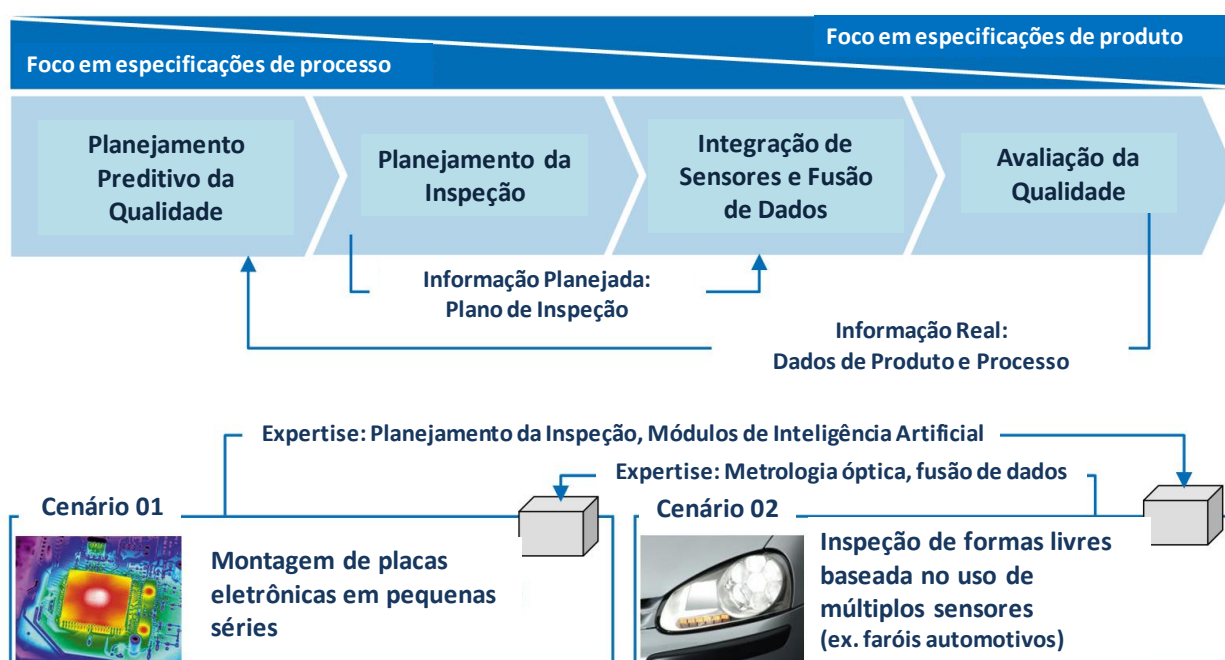 Foco em especificações de produto
Foco em especificações de processo
Planejamento
Preditivo da
Qualidade
Planejamento da
Inspeção
Integração de
Sensores e Fusão
de Dados
Avaliação da
Qualidade
Informação Planejada:
Plano de Inspeção
Informação Real:
Dados de Produto e Processo
Expertise: Planejamento da Inspeção, Módulos de Inteligência Artificial
Expertise: Metrologia óptica, fusão de dados
Cenário 01
Montagem de placas
eletrônicas em pequenas
séries
Cenário 02
Inspeção de formas livres
baseada no uso de
múltiplos sensores
(ex. faróis automotivos)